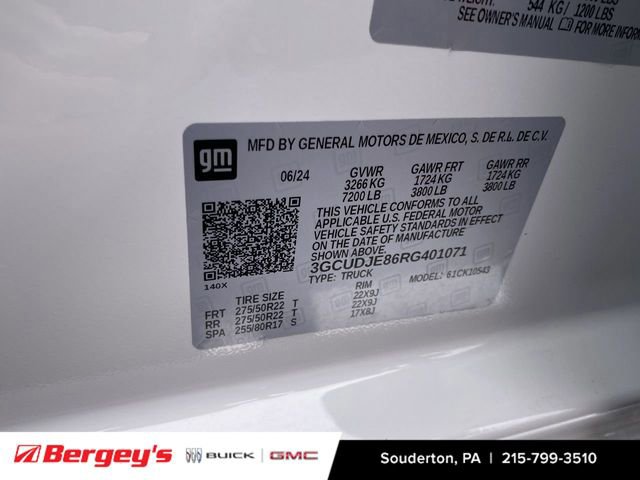 544 KG / 1200 LBS
SEE OWNER'S MANUAL FOR MORE INFORMATION
gm
MFD BY GENERAL MOTORS DE MEXICO, S. DE R.L. DE C.V.
06/24 GVWR GAWR FRT GAWR RR
3266 KG 1724 KG 1724 KG
7200 LB 3800 LB 3800 LB
THIS VEHICLE CONFORMS TO ALL
APPLICABLE U.S. FEDERAL MOTOR
VEHICLE SAFETY STANDARDS IN EFFECT
ON THE DATE OF MANUFACTURE SHOWN ABOVE.
3GCUDJE86RG401071
140X TYPE: TRUCK MODEL: 61CK10543
TIRE SIZE RIM
FRT 275/50R22 T 22X9J
RR 275/50R22 T 22X9J
SPA 255/80R17 S 17X8J
Bergey's BUICK GMC Souderton, PA | 215-799-3510